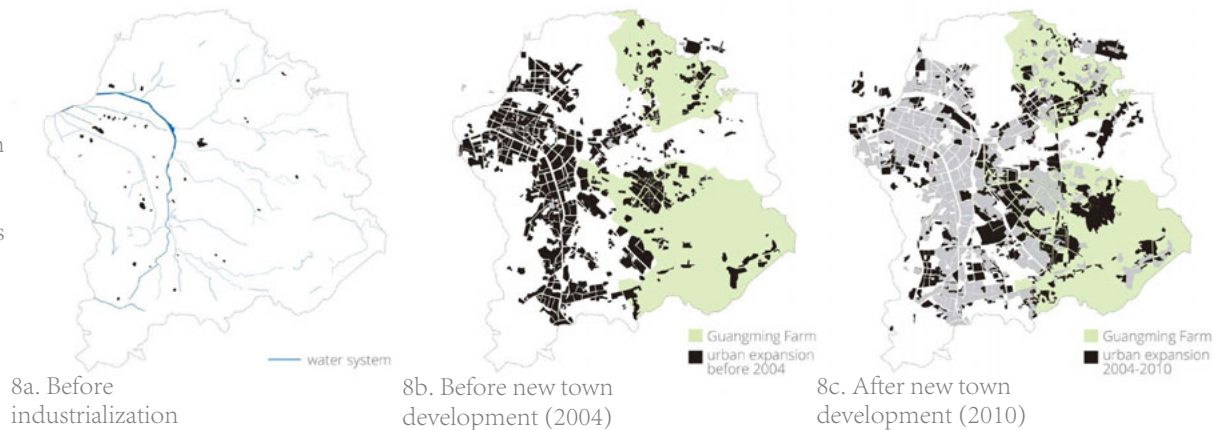 water system
8a. Before
industrialization
Guangming Farm
urban expansion
before 2004
8b. Before new town
development (2004)
Guangming Farm
urban expansion
2004-2010
8c. After new town
development (2010)